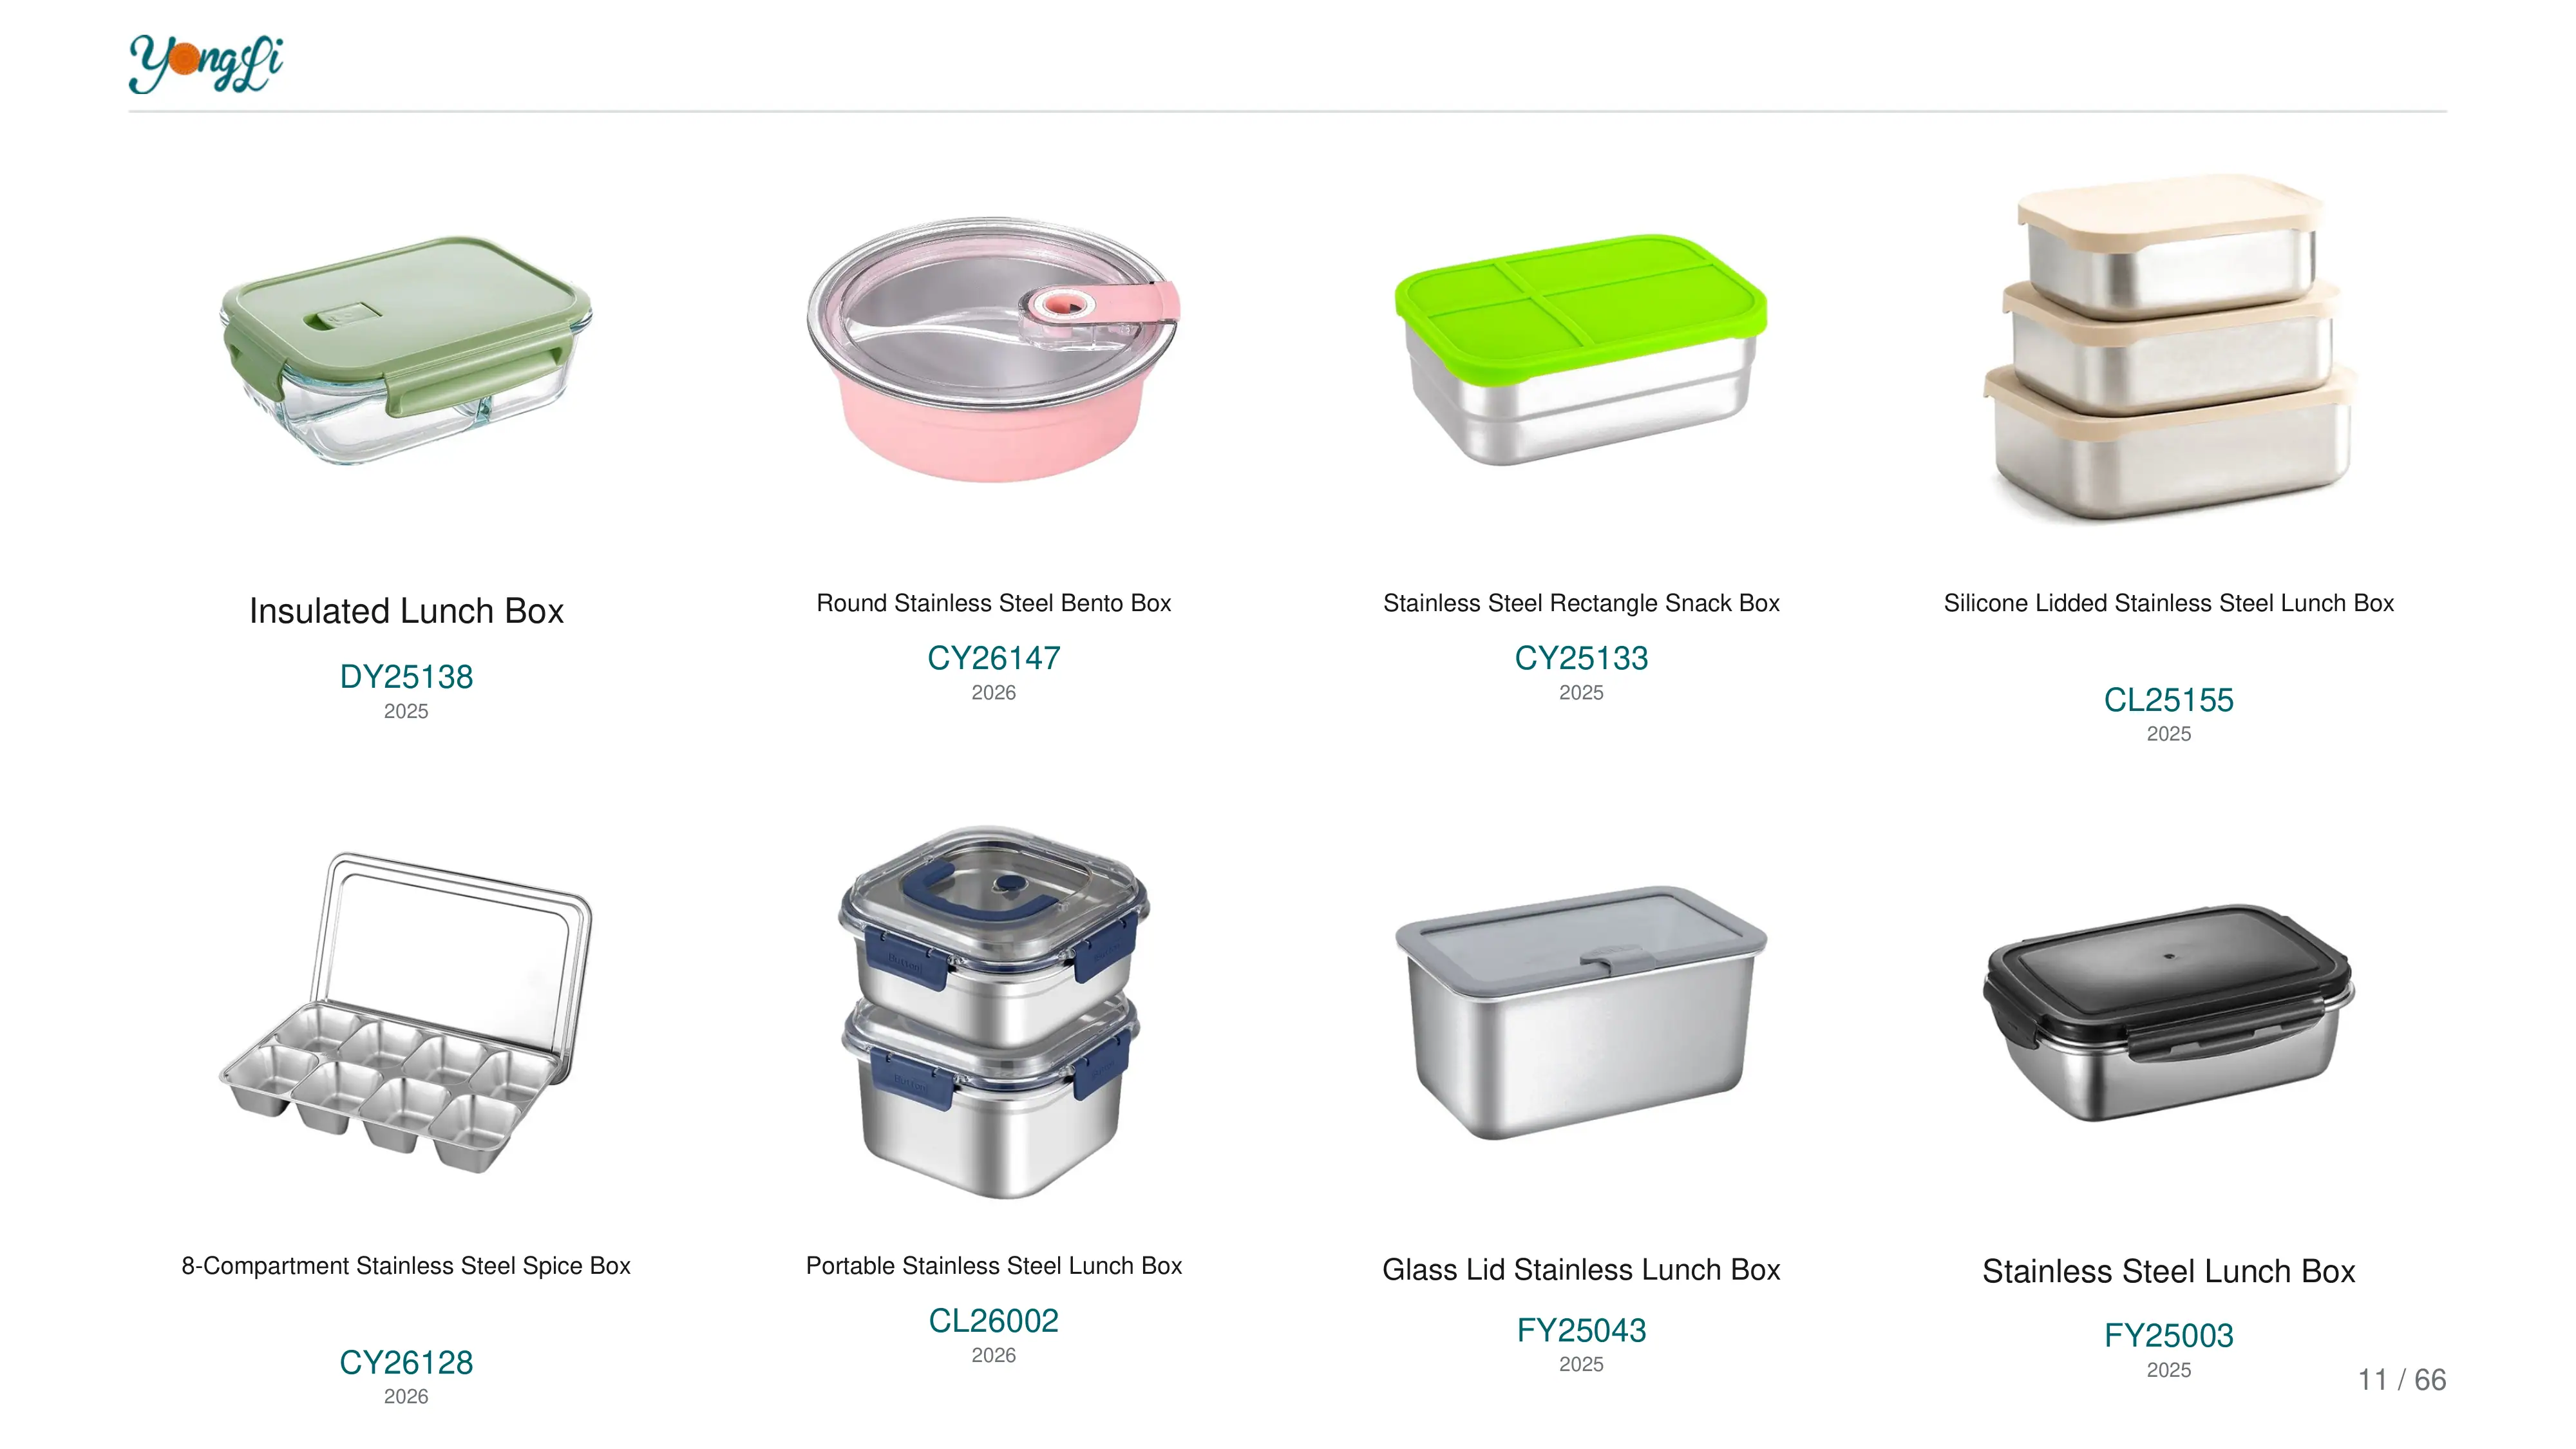 YongLi
Insulated Lunch Box
DY25138
2025
Round Stainless Steel Bento Box
CY26147
2026
Stainless Steel Rectangle Snack Box
CY25133
2025
Silicone Lidded Stainless Steel Lunch Box
CL25155
2025
8-Compartment Stainless Steel Spice Box
CY26128
2026
Portable Stainless Steel Lunch Box
CL26002
2026
Glass Lid Stainless Lunch Box
FY25043
2025
Stainless Steel Lunch Box
FY25003
2025
11 / 66